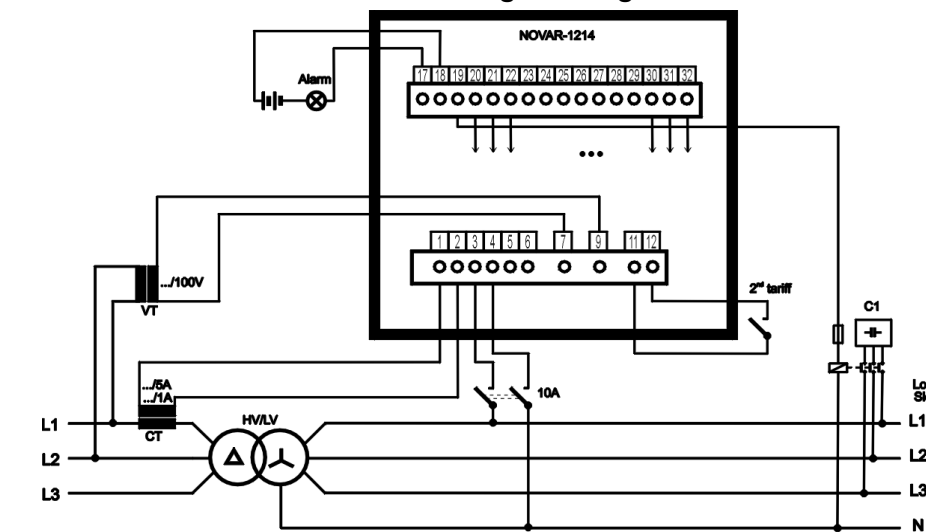 NOVAR-1214
17 18 19 20 21 22 23 24 25 26 27 28 29 30 31 32
Alarm
...
1 2 3 4 5 6 7 9 11 12
.../100V
VT
2nd tariff
C1
.../5A
.../1A
10A
CT
HV/LV
L1
L2
L3
L1
L2
L3
N